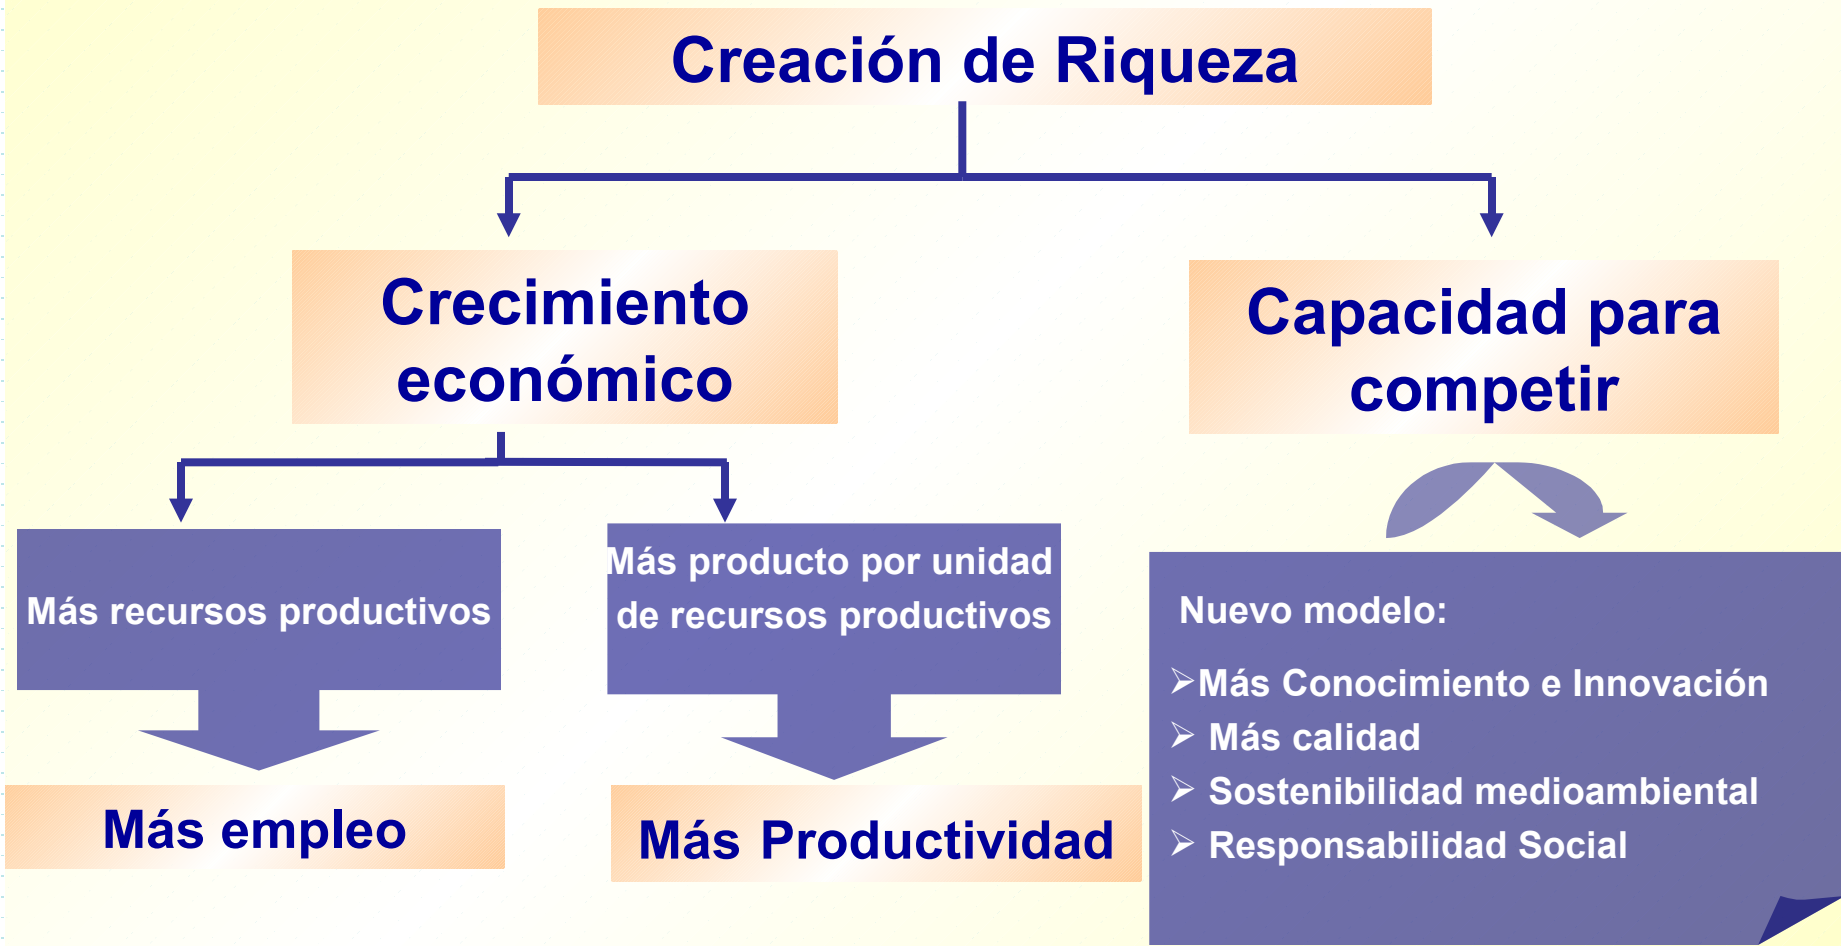 Creación de Riqueza
Crecimiento
económico
Capacidad para
competir
Más recursos productivos
Más producto por unidad
de recursos productivos
Más empleo
Más Productividad
Nuevo modelo:
➢Más Conocimiento e Innovación
➢ Más calidad
➢ Sostenibilidad medioambiental
➢ Responsabilidad Social